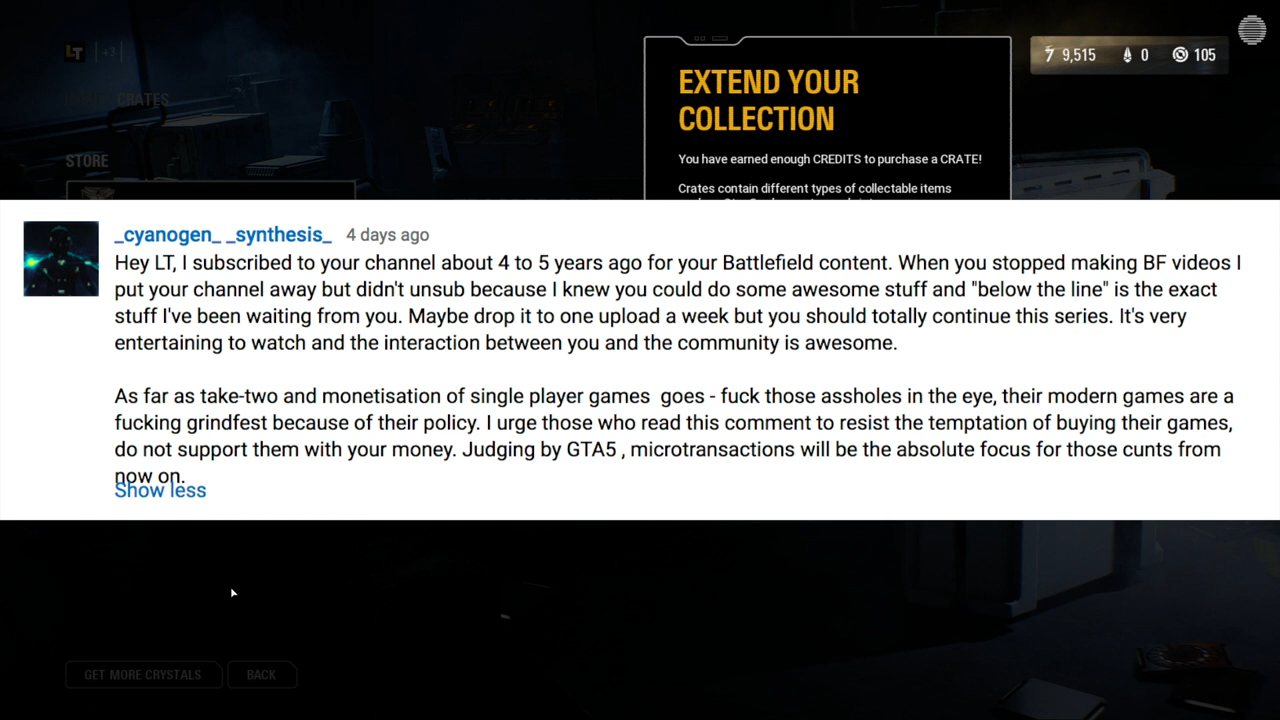 LT +3
CRATES
STORE
EXTEND YOUR
COLLECTION
You have earned enough CREDITS to purchase a CRATE!
Crates contain different types of collectable items
9,515 0 105
_cyanogen_ _synthesis_ 4 days ago
Hey LT, I subscribed to your channel about 4 to 5 years ago for your Battlefield content. When you stopped making BF videos I
put your channel away but didn't unsub because I knew you could do some awesome stuff and "below the line" is the exact
stuff I've been waiting from you. Maybe drop it to one upload a week but you should totally continue this series. It's very
entertaining to watch and the interaction between you and the community is awesome.
As far as take-two and monetisation of single player games  goes - fuck those assholes in the eye, their modern games are a
fucking grindfest because of their policy. I urge those who read this comment to resist the temptation of buying their games,
do not support them with your money. Judging by GTA5 , microtransactions will be the absolute focus for those cunts from
now on.
Show less
GET MORE CRYSTALS BACK